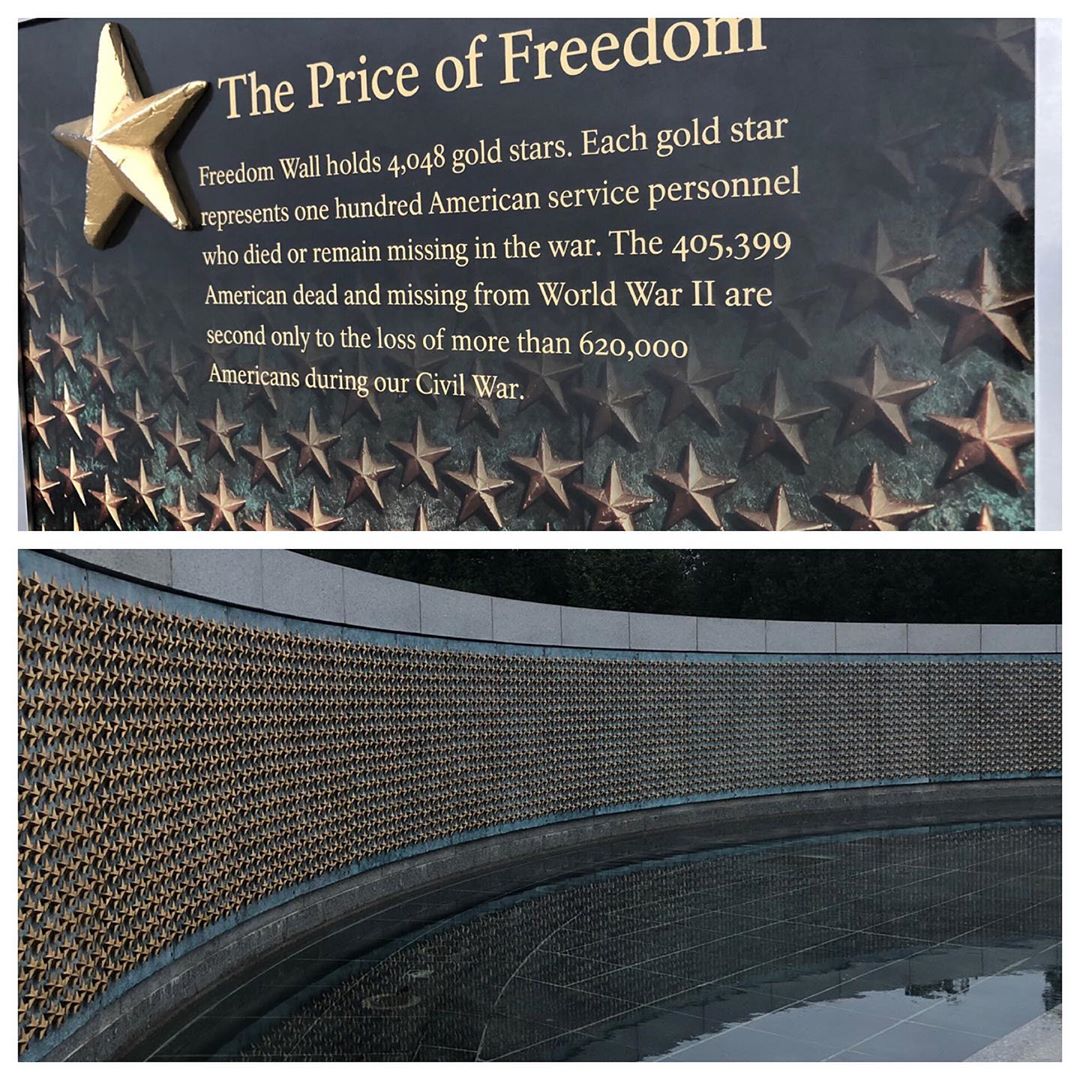 The Price of Freedom
Freedom Wall holds 4,048 gold stars. Each gold star
represents one hundred American service personnel
who died or remain missing in the war. The 405,399
American dead and missing from World War II are
second only to the loss of more than 620,000
Americans during our Civil War.